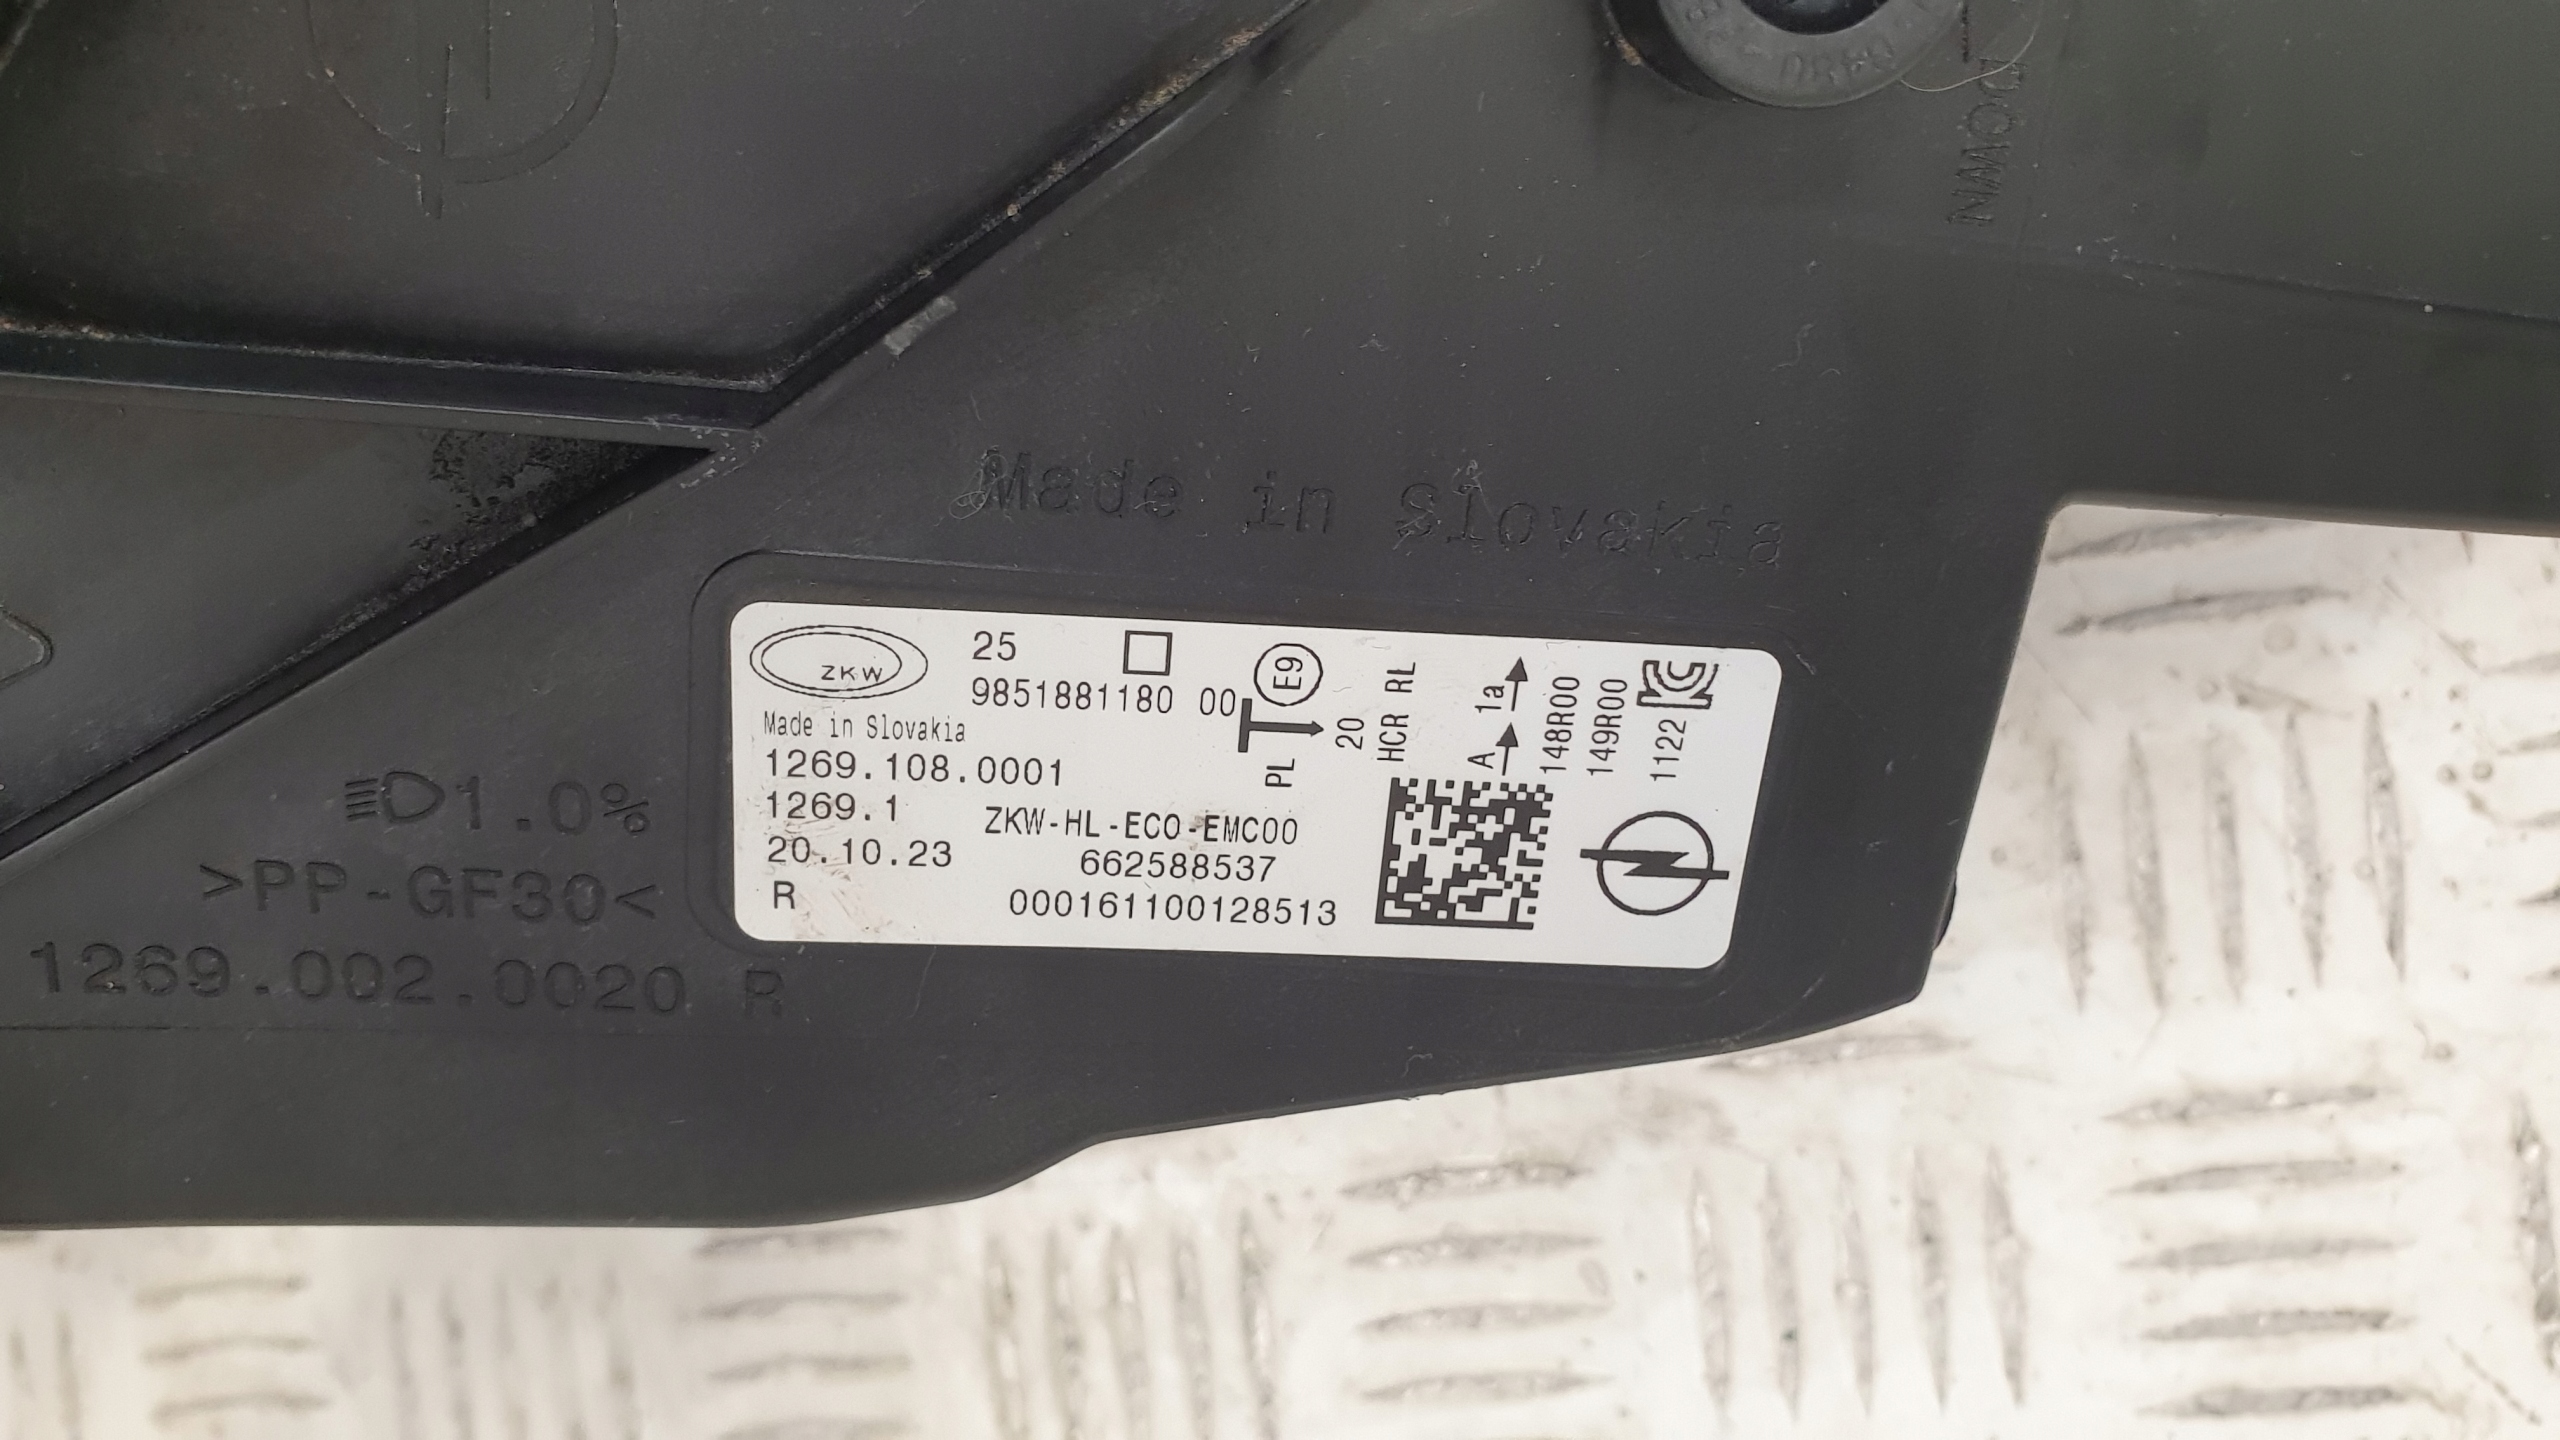 DOWN
Made in Slovakia
ZKW
25
9851881180 00
Made in Slovakia
1269.108.0001
1269.1
20.10.23
R
ZKW-HL-ECO-EMC00
662588537
000161100128513
E9
PL
20
HCR RL
A 1a
148R00
149R00
1122
1.0%
>PP-GF30<
1269.002.0020 R